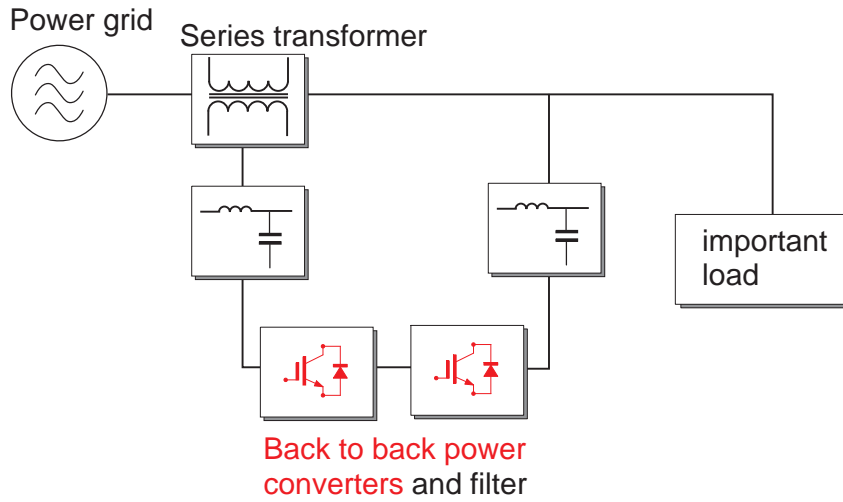 Power grid
Series transformer
important
load
Back to back power
converters and filter